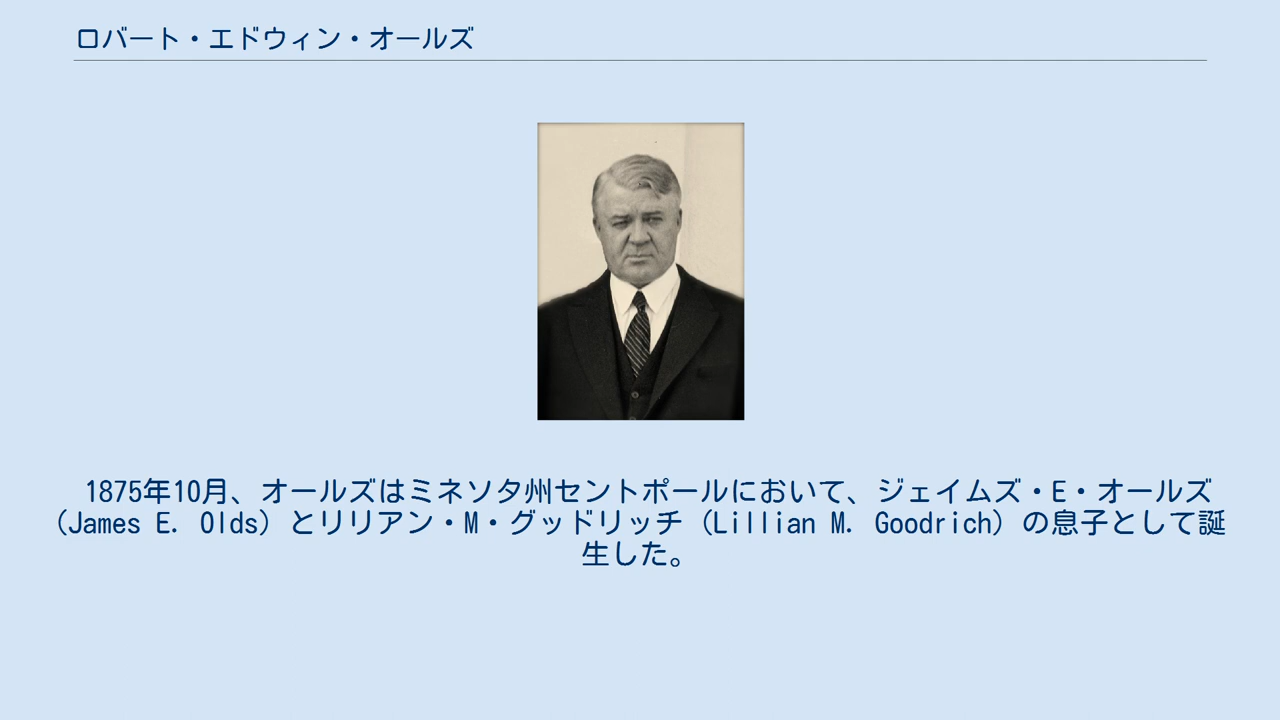 ロバート・エドウィン・オールズ
1875年10月、オールズはミネソタ州セントポールにおいて、ジェイムズ・E・オールズ
（James E. Olds）とリリアン・M・グッドリッチ（Lillian M. Goodrich）の息子として誕
生した。